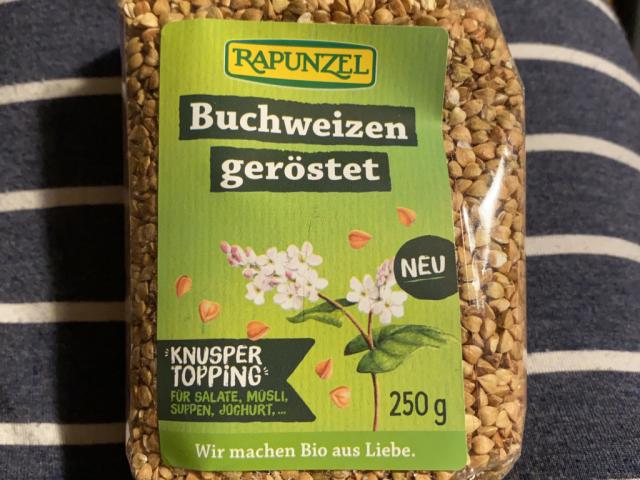 RAPUNZEL
Buchweizen
geröstet
NEU
"KNUSPER
TOPPING"
FÜR SALATE, MÜSLI,
SUPPEN, JOGHURT,...
250 g
Wir machen Bio aus Liebe.